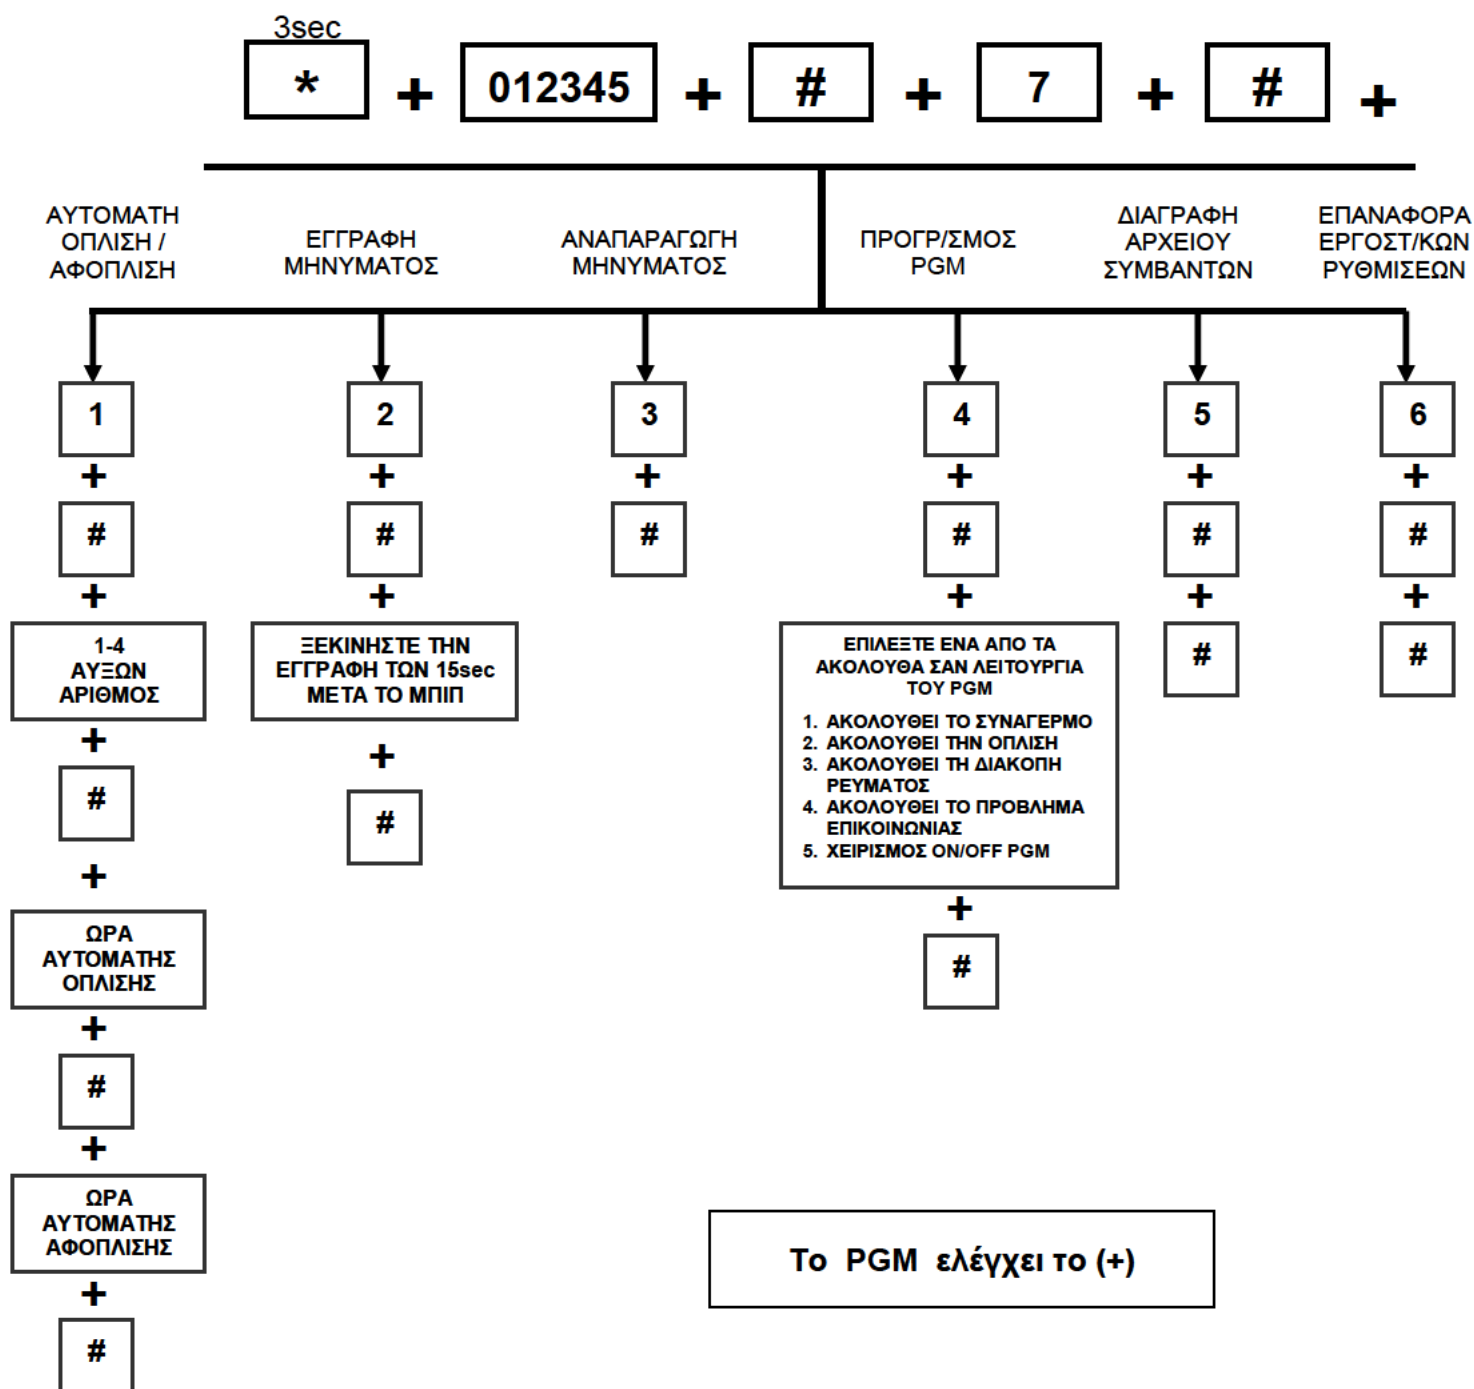 3sec
* + 012345 + # + 7 + # +
ΑΥΤΟΜΑΤΗ
ΟΠΛΙΣΗ /
ΑΦΟΠΛΙΣΗ
ΕΓΓΡΑΦΗ
ΜΗΝΥΜΑΤΟΣ
ΑΝΑΠΑΡΑΓΩΓΗ
ΜΗΝΥΜΑΤΟΣ
ΠΡΟΓΡ/ΣΜΟΣ
PGM
ΔΙΑΓΡΑΦΗ
ΑΡΧΕΙΟΥ
ΣΥΜΒΑΝΤΩΝ
ΕΠΑΝΑΦΟΡΑ
ΕΡΓΟΣΤ/ΚΩΝ
ΡΥΘΜΙΣΕΩΝ
1
+
#
+
1-4
ΑΥΞΩΝ
ΑΡΙΘΜΟΣ
+
#
+
ΩΡΑ
ΑΥΤΟΜΑΤΗΣ
ΟΠΛΙΣΗΣ
+
#
+
ΩΡΑ
ΑΥΤΟΜΑΤΗΣ
ΑΦΟΠΛΙΣΗΣ
+
#
2
+
#
+
ΞΕΚΙΝΗΣΤΕ ΤΗΝ
ΕΓΓΡΑΦΗ ΤΩΝ 15sec
ΜΕΤΑ ΤΟ ΜΠΙΠ
+
#
3
+
#
4
+
#
+
ΕΠΙΛΕΞΤΕ ΕΝΑ ΑΠΟ ΤΑ
ΑΚΟΛΟΥΘΑ ΣΑΝ ΛΕΙΤΟΥΡΓΙΑ
ΤΟΥ PGM
1. ΑΚΟΛΟΥΘΕΙ ΤΟ ΣΥΝΑΓΕΡΜΟ
2. ΑΚΟΛΟΥΘΕΙ ΤΗΝ ΟΠΛΙΣΗ
3. ΑΚΟΛΟΥΘΕΙ ΤΗ ΔΙΑΚΟΠΗ
ΡΕΥΜΑΤΟΣ
4. ΑΚΟΛΟΥΘΕΙ ΤΟ ΠΡΟΒΛΗΜΑ
ΕΠΙΚΟΙΝΩΝΙΑΣ
5. ΧΕΙΡΙΣΜΟΣ ON/OFF PGM
+
#
5
+
#
+
#
6
+
#
+
#
Το PGM ελέγχει το (+)